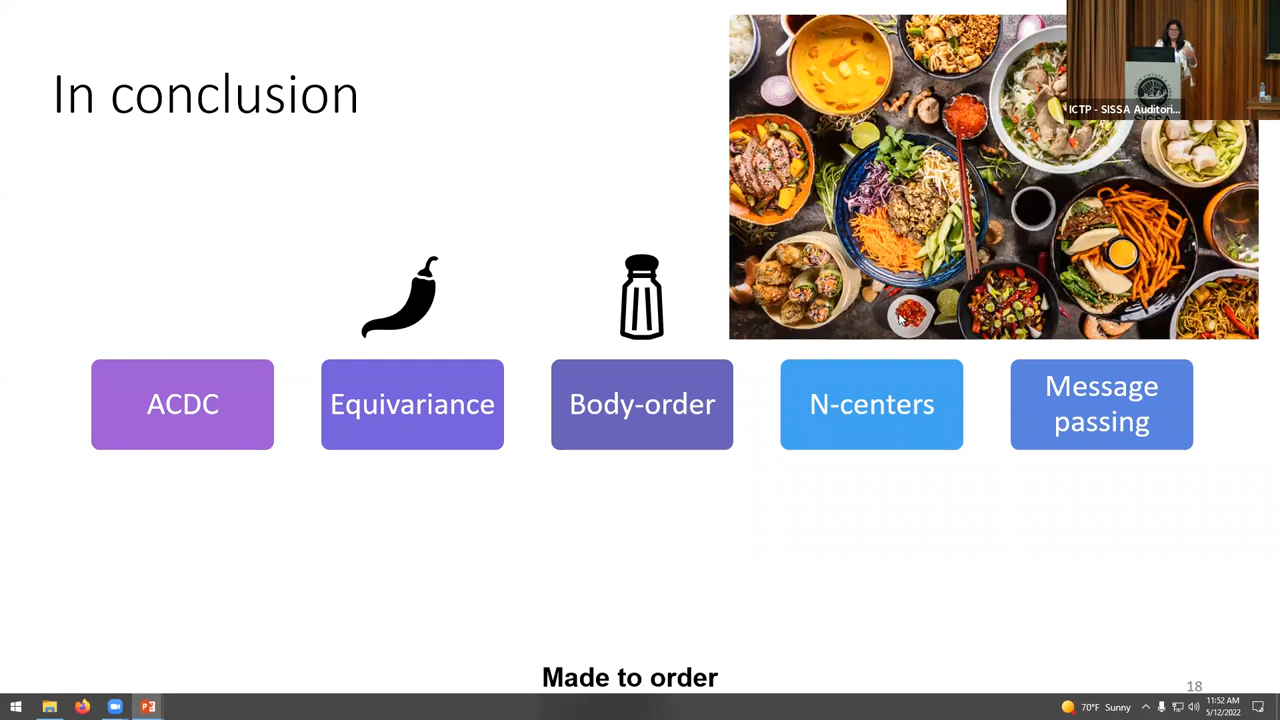 In conclusion
ICTP - SISSA Auditori...
SISSA
ACDC
Equivariance
Body-order
N-centers
Message
passing
Made to order
18
70°F Sunny
11:52 AM
5/12/2022